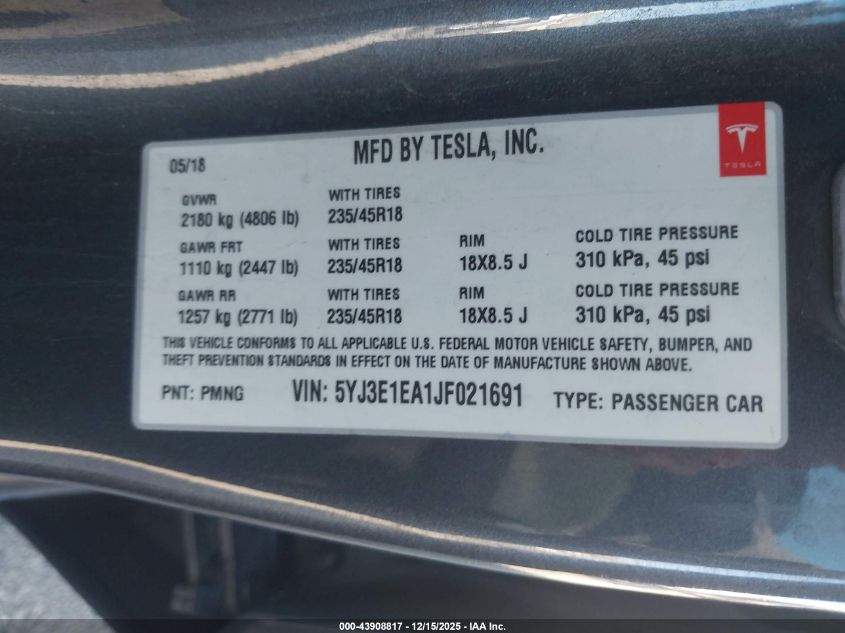 05/18
MFD BY TESLA, INC.
TESLA
GVWR
2180 kg (4806 lb)
WITH TIRES
235/45R18
GAWR FRT
1110 kg (2447 lb)
WITH TIRES
235/45R18
RIM
18X8.5 J
COLD TIRE PRESSURE
310 kPa, 45 psi
GAWR RR
1257 kg (2771 lb)
WITH TIRES
235/45R18
RIM
18X8.5 J
COLD TIRE PRESSURE
310 kPa, 45 psi
THIS VEHICLE CONFORMS TO ALL APPLICABLE U.S. FEDERAL MOTOR VEHICLE SAFETY, BUMPER, AND
THEFT PREVENTION STANDARDS IN EFFECT ON THE DATE OF MANUFACTURE SHOWN ABOVE.
PNT: PMNG
VIN: 5YJ3E1EA1JF021691
TYPE: PASSENGER CAR
000-43908817 - 12/15/2025 - IAA Inc.